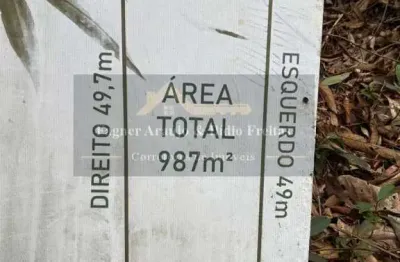 DIREITO 49,7m
ÁREA
TOTAL
987m²
ESQUERDO 49m